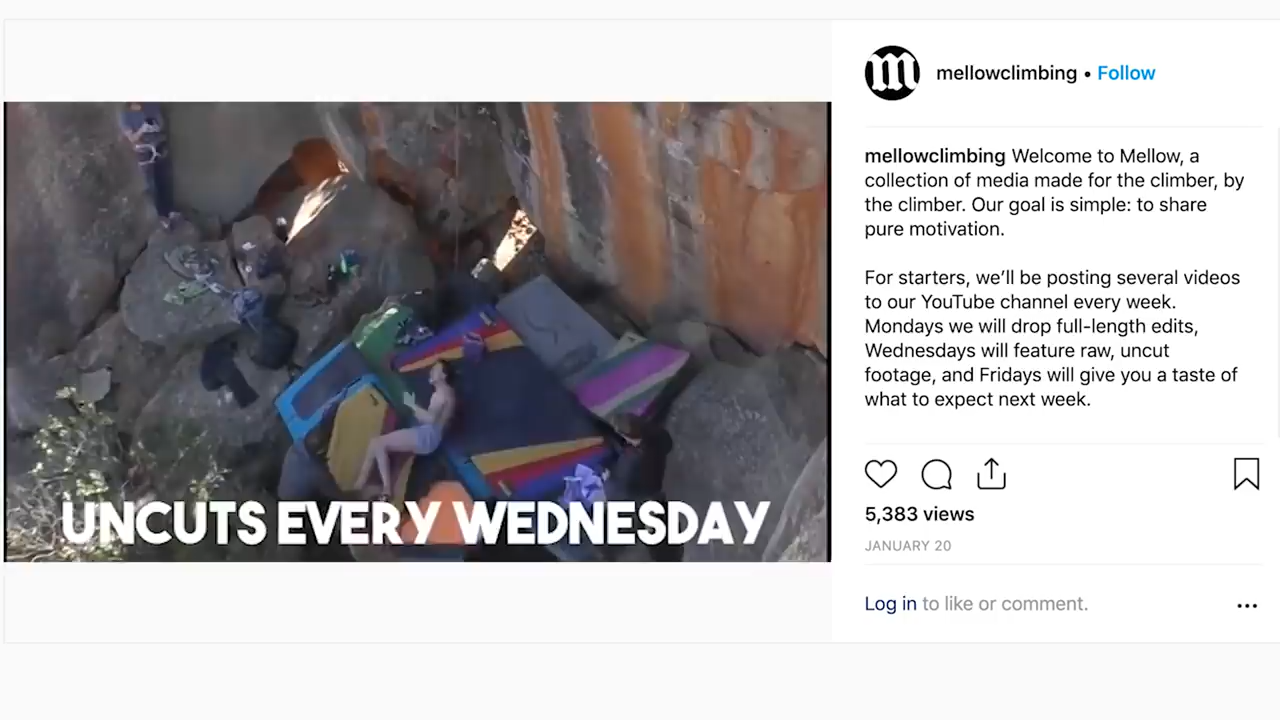 UNCUTS EVERY WEDNESDAY
m
mellowclimbing • Follow
mellowclimbing Welcome to Mellow, a
collection of media made for the climber, by
the climber. Our goal is simple: to share
pure motivation.
For starters, we’ll be posting several videos
to our YouTube channel every week.
Mondays we will drop full-length edits,
Wednesdays will feature raw, uncut
footage, and Fridays will give you a taste of
what to expect next week.
5,383 views
JANUARY 20
Log in to like or comment.